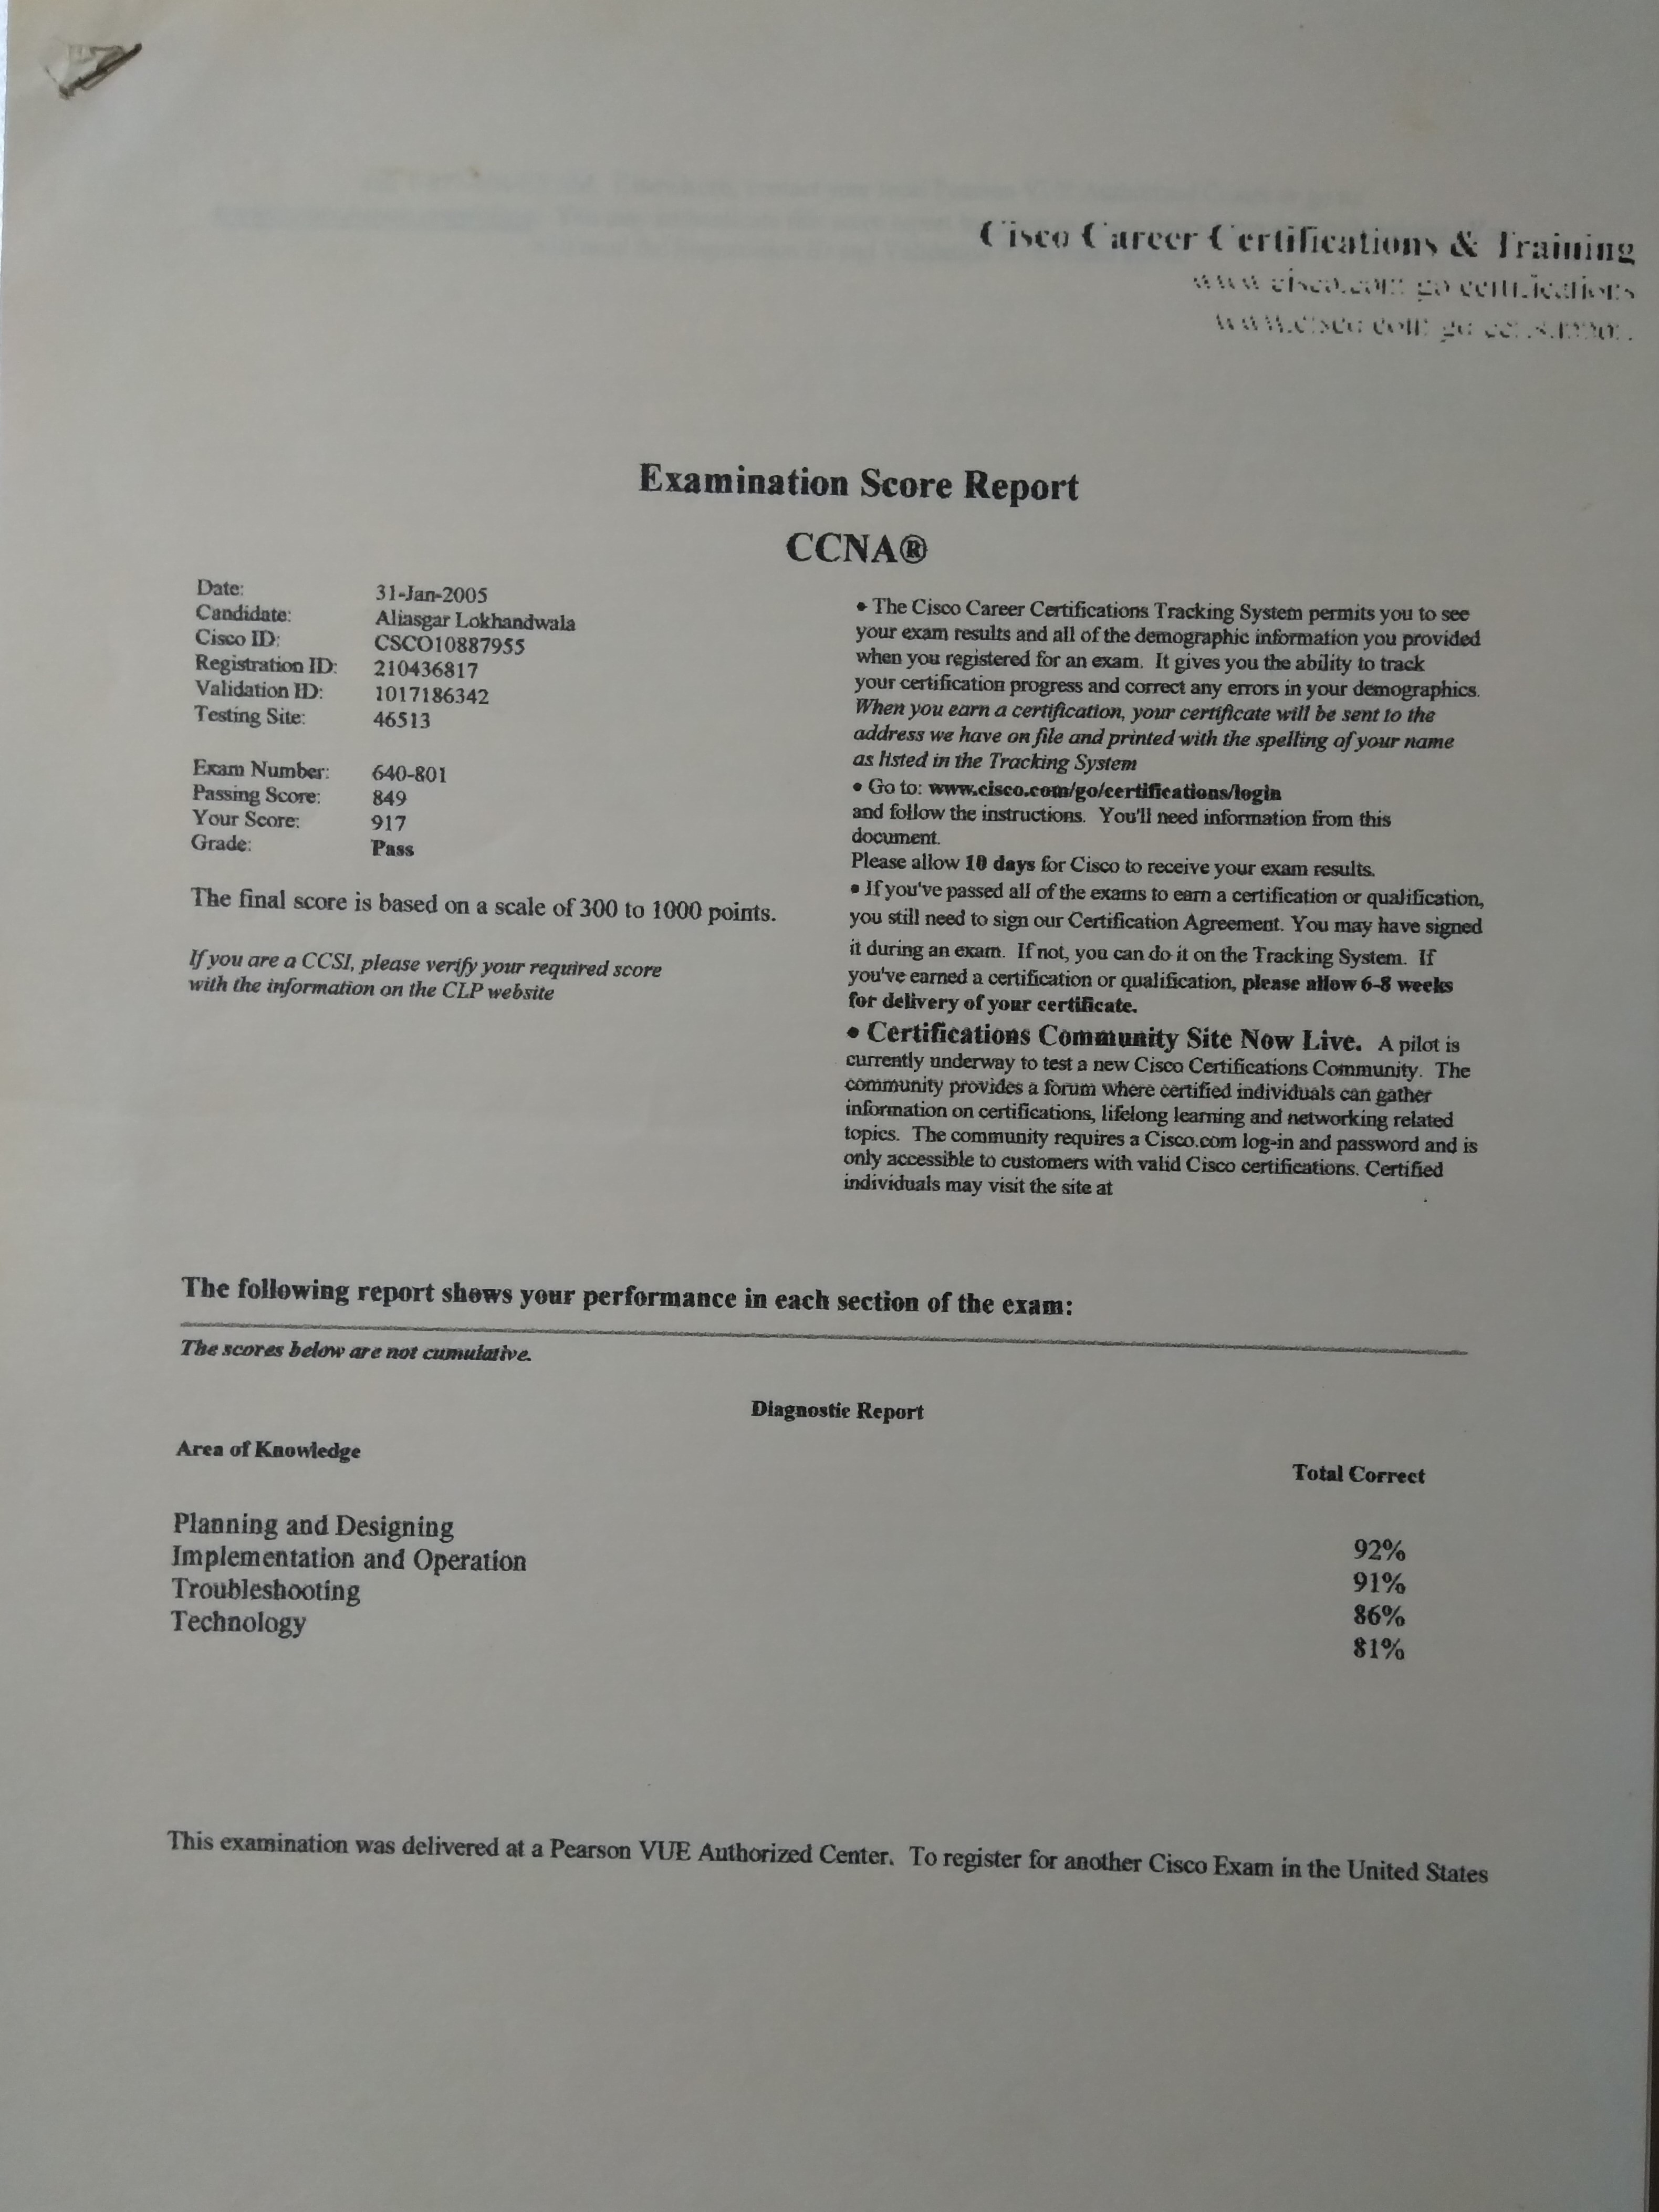 Cisco Career Certifications & Training
www.cisco.com/go/certifications
Examination Score Report
CCNA®
Date: 31-Jan-2005
Candidate: Aliasgar Lokhandwala
Cisco ID: CSCO10887955
Registration ID: 210436817
Validation ID: 1017186342
Testing Site: 46513
Exam Number: 640-801
Passing Score: 849
Your Score: 917
Grade: Pass
The final score is based on a scale of 300 to 1000 points.
If you are a CCSI, please verify your required score
with the information on the CLP website
• The Cisco Career Certifications Tracking System permits you to see
your exam results and all of the demographic information you provided
when you registered for an exam. It gives you the ability to track
your certification progress and correct any errors in your demographics.
When you earn a certification, your certificate will be sent to the
address we have on file and printed with the spelling of your name
as listed in the Tracking System
• Go to: www.cisco.com/go/certifications/login
and follow the instructions. You'll need information from this
document.
Please allow 10 days for Cisco to receive your exam results.
• If you've passed all of the exams to earn a certification or qualification,
you still need to sign our Certification Agreement. You may have signed
it during an exam. If not, you can do it on the Tracking System. If
you've earned a certification or qualification, please allow 6-8 weeks
for delivery of your certificate.
• Certifications Community Site Now Live. A pilot is
currently underway to test a new Cisco Certifications Community. The
community provides a forum where certified individuals can gather
information on certifications, lifelong learning and networking related
topics. The community requires a Cisco.com log-in and password and is
only accessible to customers with valid Cisco certifications. Certified
individuals may visit the site at
The following report shows your performance in each section of the exam:
The scores below are not cumulative.
Diagnostic Report
Area of Knowledge Total Correct
Planning and Designing 92%
Implementation and Operation 91%
Troubleshooting 86%
Technology 81%
This examination was delivered at a Pearson VUE Authorized Center. To register for another Cisco Exam in the United States